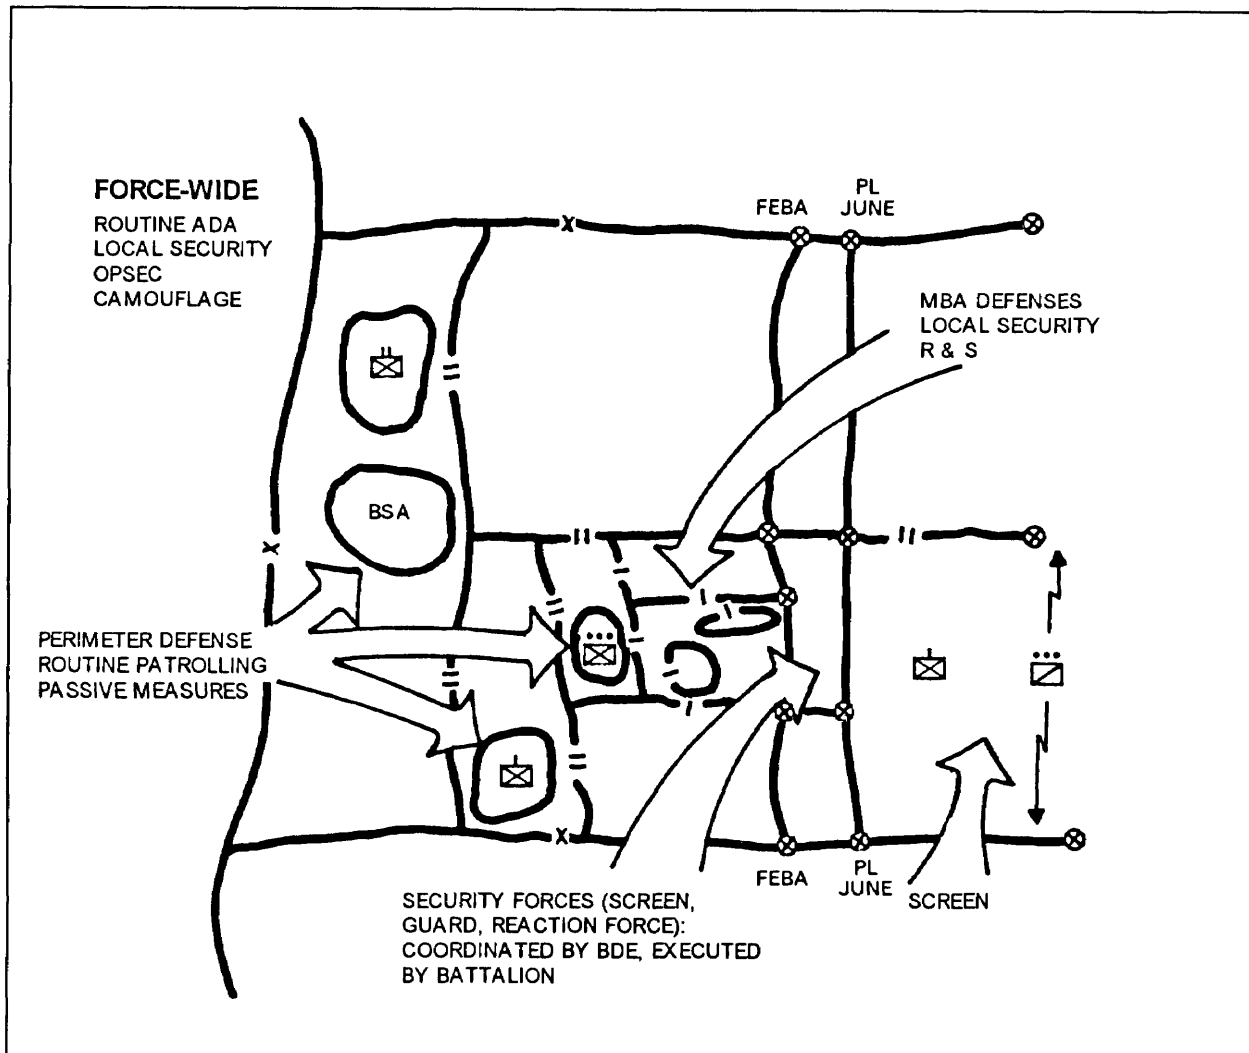 FORCE-WIDE
ROUTINE ADA
LOCAL SECURITY
OPSEC
CAMOUFLAGE
FEBA
PL
JUNE
MBA DEFENSES
LOCAL SECURITY
R & S
BSA
PERIMETER DEFENSE
ROUTINE PATROLLING
PASSIVE MEASURES
X
X
X
SECURITY FORCES (SCREEN,
GUARD, REACTION FORCE):
COORDINATED BY BDE, EXECUTED
BY BATTALION
FEBA
PL
JUNE
SCREEN